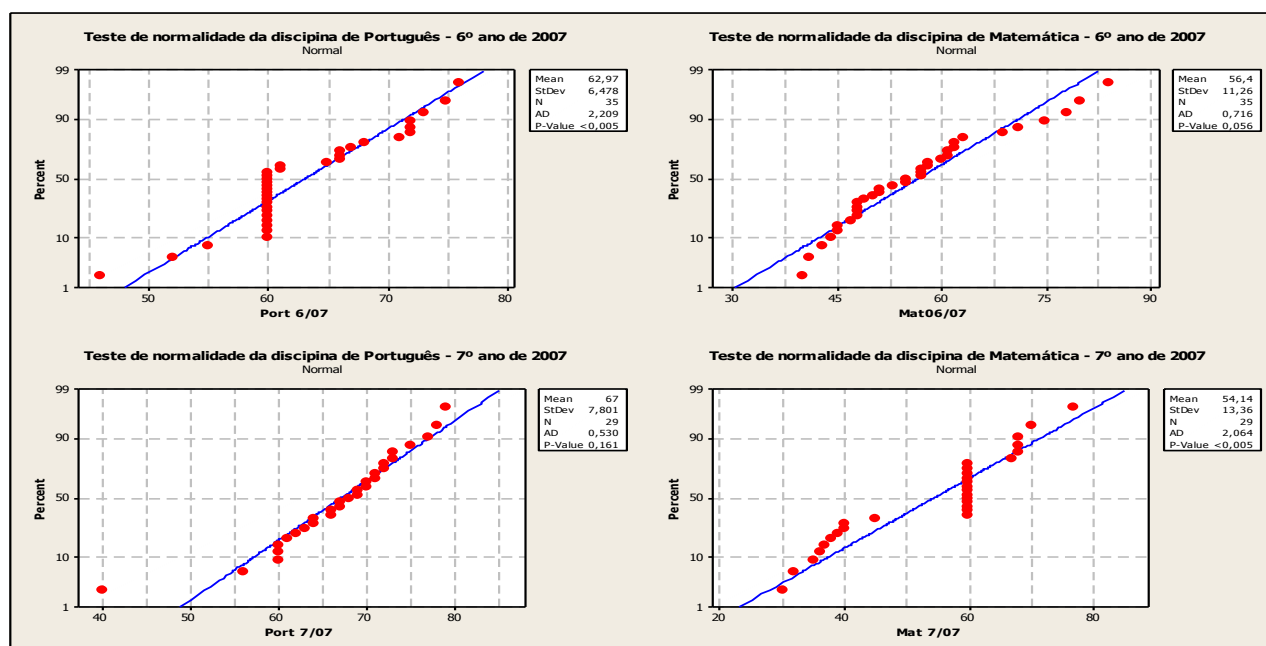 Teste de normalidade da discipina de Português - 6º ano de 2007
Normal
99
90
50
10
1
Percent
50
60
70
80
Port 6/07
Mean 62,97
StDev 6,478
N 35
AD 2,209
P-Value <0,005
Teste de normalidade da discipina de Matemática - 6º ano de 2007
Normal
99
90
50
10
1
Percent
30
45
60
75
90
Mat06/07
Mean 56,4
StDev 11,26
N 35
AD 0,716
P-Value 0,056
Teste de normalidade da discipina de Português - 7º ano de 2007
Normal
99
90
50
10
1
Percent
40
50
60
70
80
Port 7/07
Mean 67
StDev 7,801
N 29
AD 0,530
P-Value 0,161
Teste de normalidade da discipina de Matemática - 7º ano de 2007
Normal
99
90
50
10
1
Percent
20
40
60
80
Mat 7/07
Mean 54,14
StDev 13,36
N 29
AD 2,064
P-Value <0,005